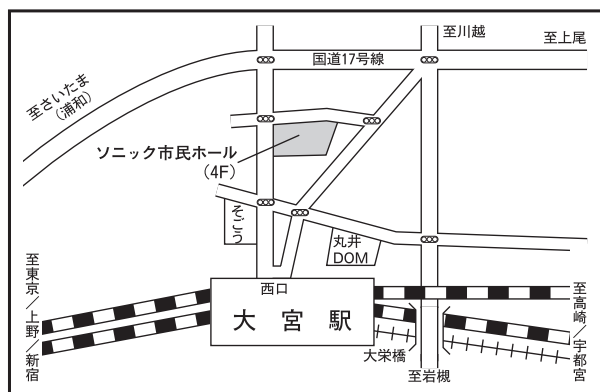 至川越
至上尾
国道17号線
至さいたま
（浦和）
ソニック市民ホール
（4F）
そごう
丸井
DOM
西口
大宮駅
至東京／上野／新宿
至高崎／宇都宮
大栄橋
至岩槻